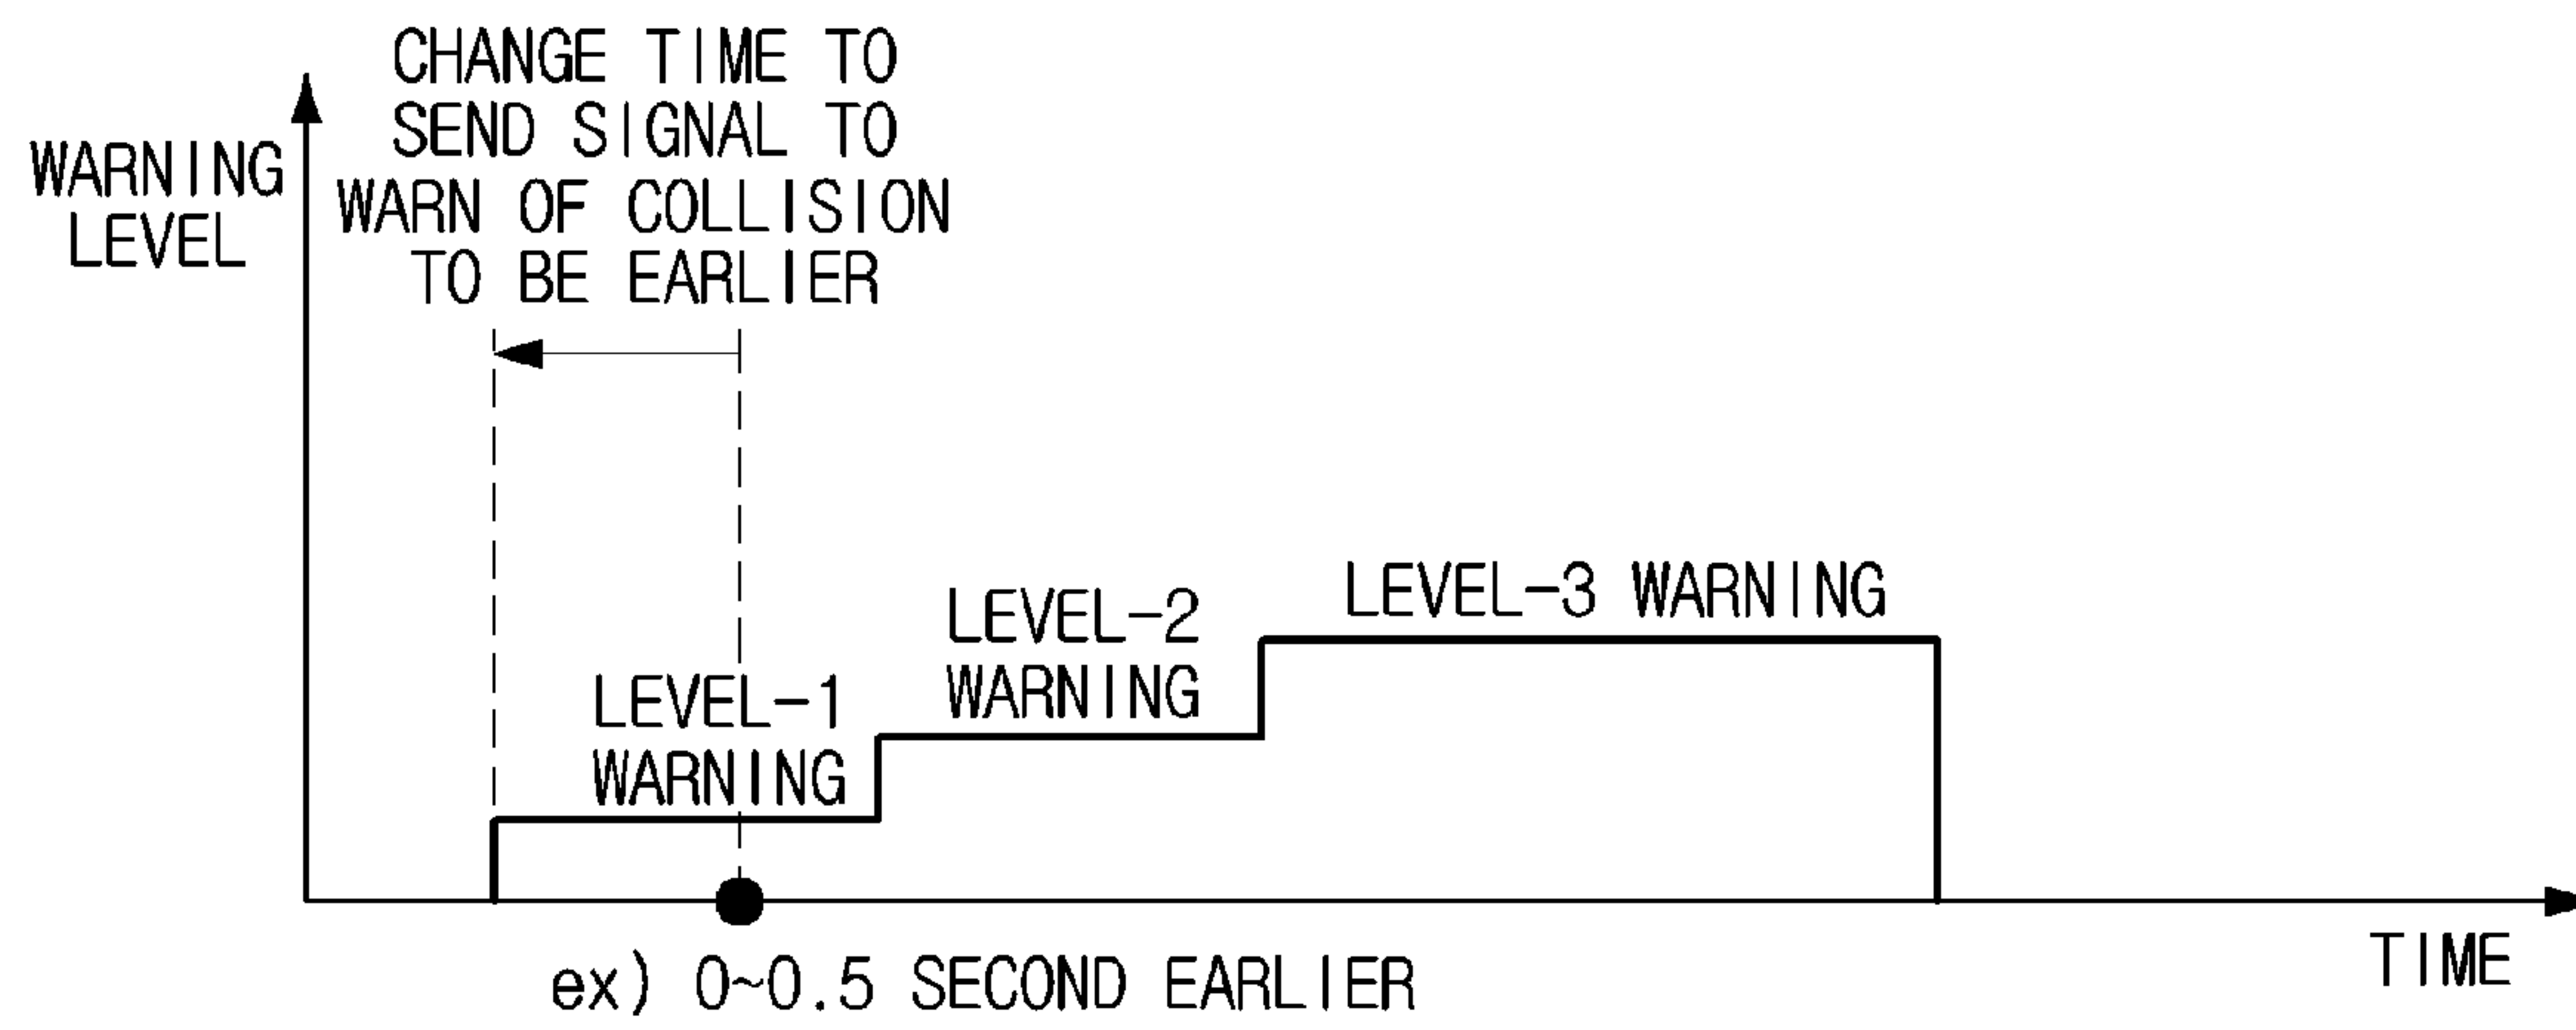 CHANGE TIME TO
SEND SIGNAL TO
WARN OF COLLISION
TO BE EARLIER
WARNING
LEVEL
LEVEL-1
WARNING
LEVEL-2
WARNING
LEVEL-3 WARNING
ex) 0~0.5 SECOND EARLIER
TIME